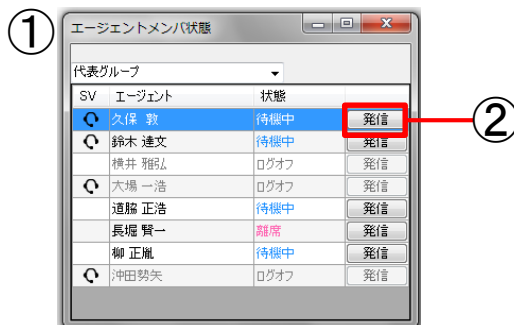 ①
エージェントメンバ状態
代表グループ
SV エージェント 状態
久保 敦 待機中 発信
②
鈴木 達文 待機中 発信
横井 雅弘 ログオフ 発信
大場 一浩 ログオフ 発信
道脇 正浩 待機中 発信
長堀 賢一 離席 発信
柳 正胤 待機中 発信
沖田勢矢 ログオフ 発信